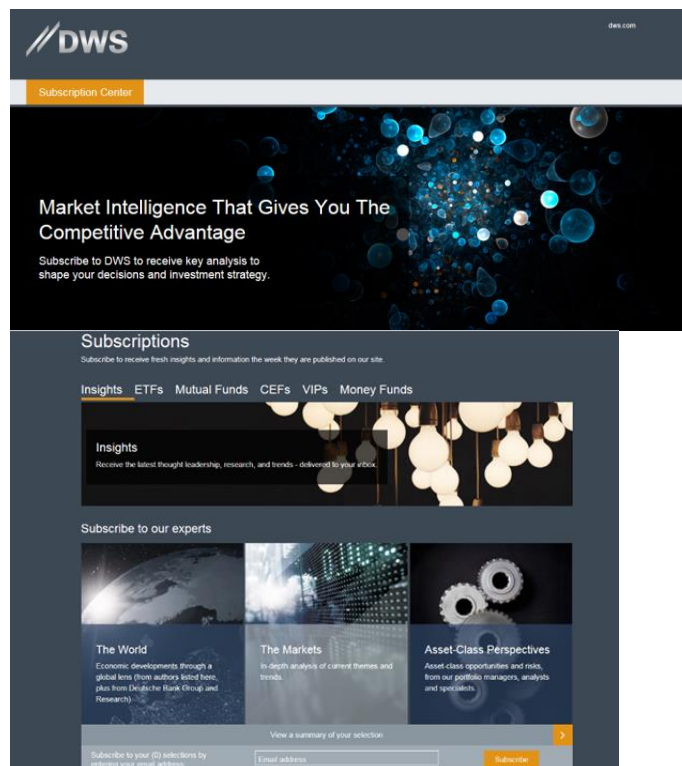 DWS
dws.com
Subscription Center
Market Intelligence That Gives You The
Competitive Advantage
Subscribe to DWS to receive key analysis to
shape your decisions and investment strategy.
Subscriptions
Subscribe to receive fresh insights and information the week they are published on our site.
Insights ETFs Mutual Funds CEFs VIPs Money Funds
Insights
Receive the latest thought leadership, research, and trends - delivered to your inbox.
Subscribe to our experts
The World
Economic developments through a
global lens (from authors listed here,
plus from Deutsche Bank Group and
Research)
The Markets
In-depth analysis of current themes and
trends.
Asset-Class Perspectives
Asset-class opportunities and risks,
from our portfolio managers, analysts
and specialists.
View a summary of your selection
Subscribe to your (0) selections by
entering your email address:
Email address
Subscribe